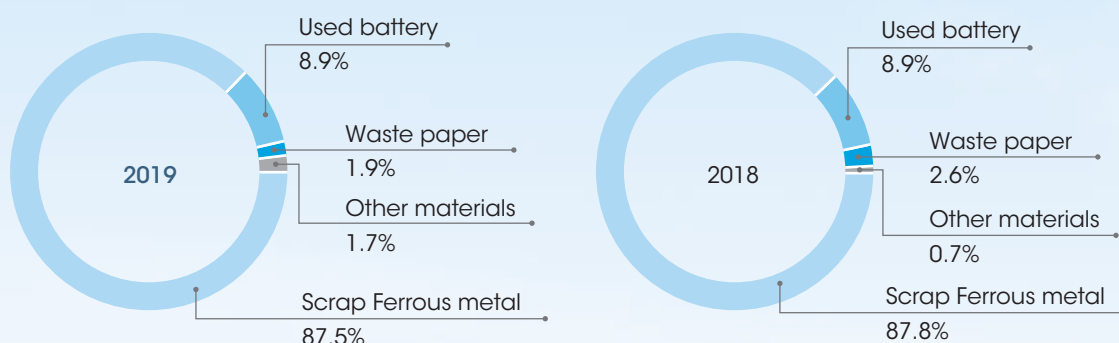 Used battery
8.9%
Waste paper
1.9%
2019
Other materials
1.7%
Scrap Ferrous metal
87.5%
Used battery
8.9%
Waste paper
2.6%
2018
Other materials
0.7%
Scrap Ferrous metal
87.8%